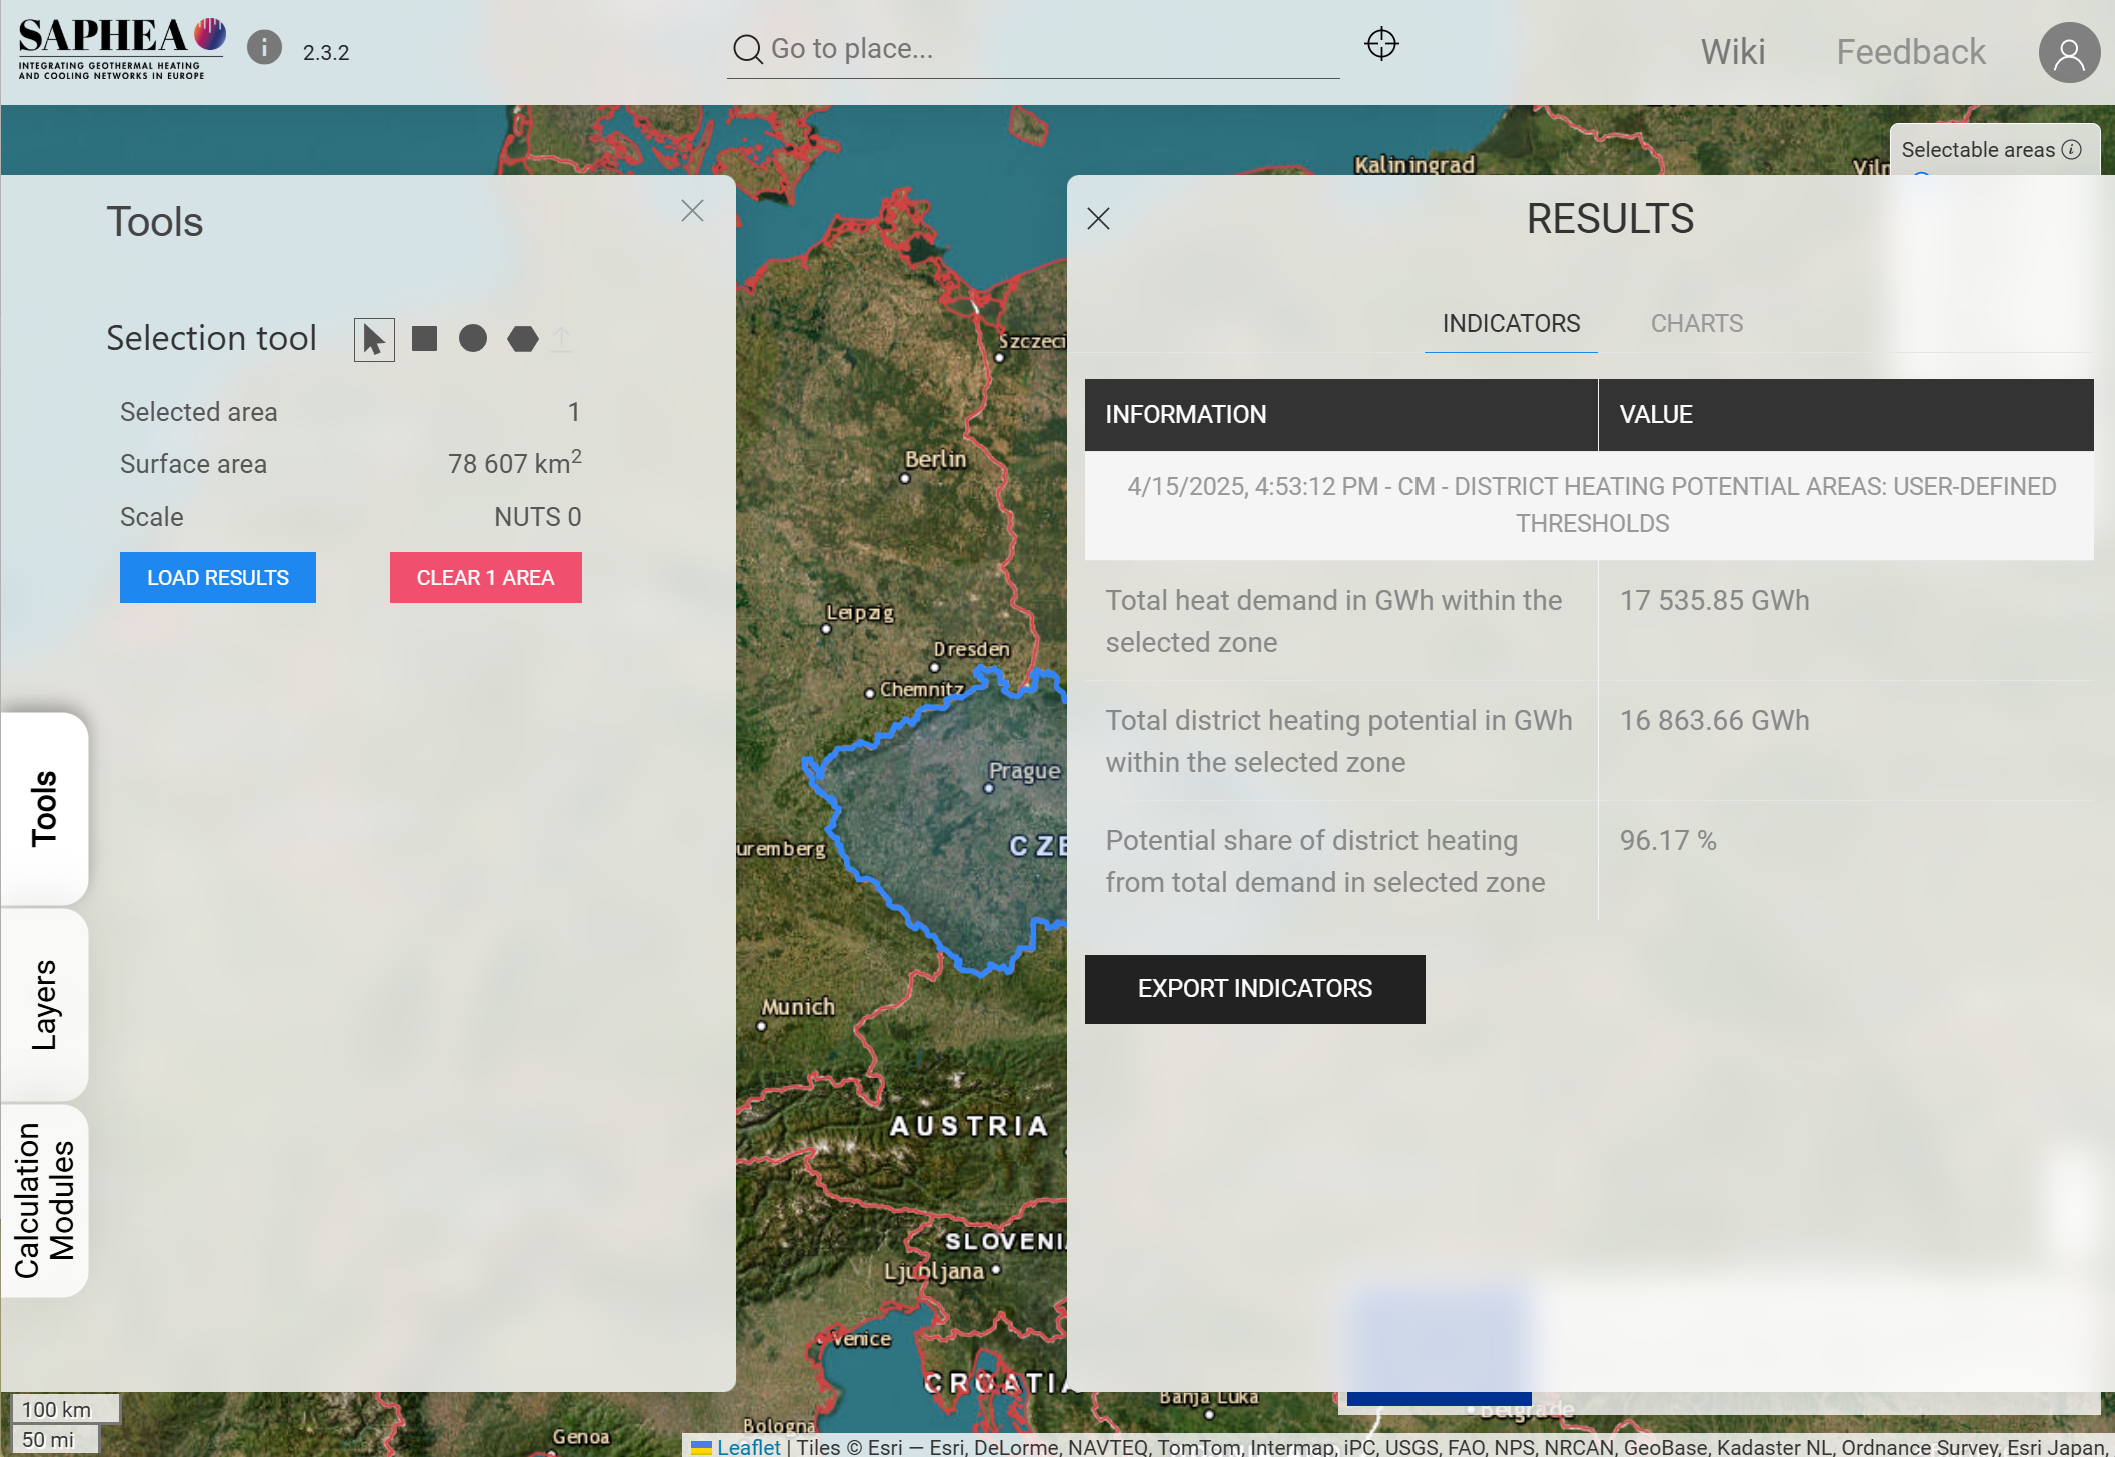 SAPHEA
INTEGRATING GEOTHERMAL HEATING
AND COOLING NETWORKS IN EUROPE
2.3.2
Go to place...
Wiki
Feedback
Selectable areas
Kaliningrad
Viln
Tools
Selection tool
Selected area 1
Surface area 78 607 km²
Scale NUTS 0
LOAD RESULTS
CLEAR 1 AREA
Tools
Layers
Calculation
Modules
Szczeci
Berlin
Leipzig
Dresden
Chemnitz
Prague
CZE
uremberg
Munich
AUSTRIA
SLOVENI
Ljubljana
Venice
CROATIA
Bologna
Genoa
Banja Luka
Belgrade
RESULTS
INDICATORS
CHARTS
INFORMATION VALUE
4/15/2025, 4:53:12 PM - CM - DISTRICT HEATING POTENTIAL AREAS: USER-DEFINED
THRESHOLDS
Total heat demand in GWh within the 17 535.85 GWh
selected zone
Total district heating potential in GWh 16 863.66 GWh
within the selected zone
Potential share of district heating 96.17 %
from total demand in selected zone
EXPORT INDICATORS
100 km
50 mi
Leaflet | Tiles © Esri — Esri, DeLorme, NAVTEQ, TomTom, Intermap, iPC, USGS, FAO, NPS, NRCAN, GeoBase, Kadaster NL, Ordnance Survey, Esri Japan,